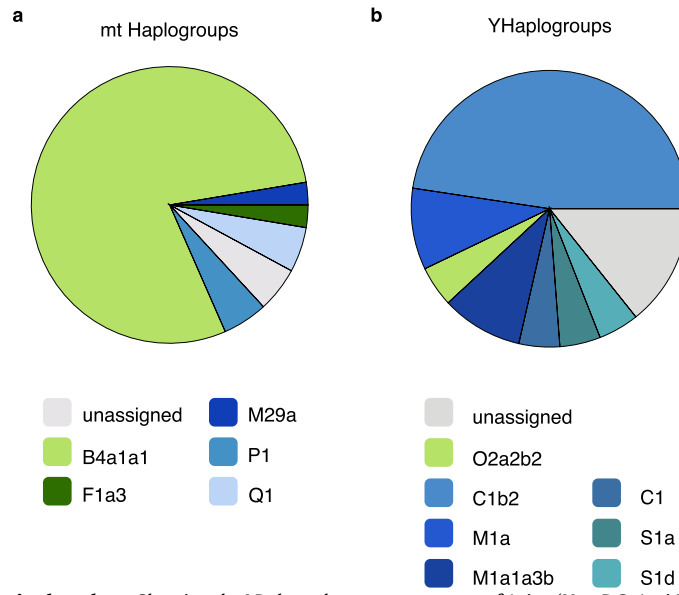 a
mt Haplogroups
unassigned
B4a1a1
F1a3
M29a
P1
Q1
b
YHaplogroups
unassigned
O2a2b2
C1b2
M1a
M1a1a3b
C1
S1a
S1d